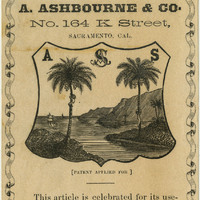 A. ASHBOURNE & CO.
No. 164 K Street,
SACRAMENTO, CAL.
A S S
[PATENT APPLIED FOR.]
This article is celebrated for its use-